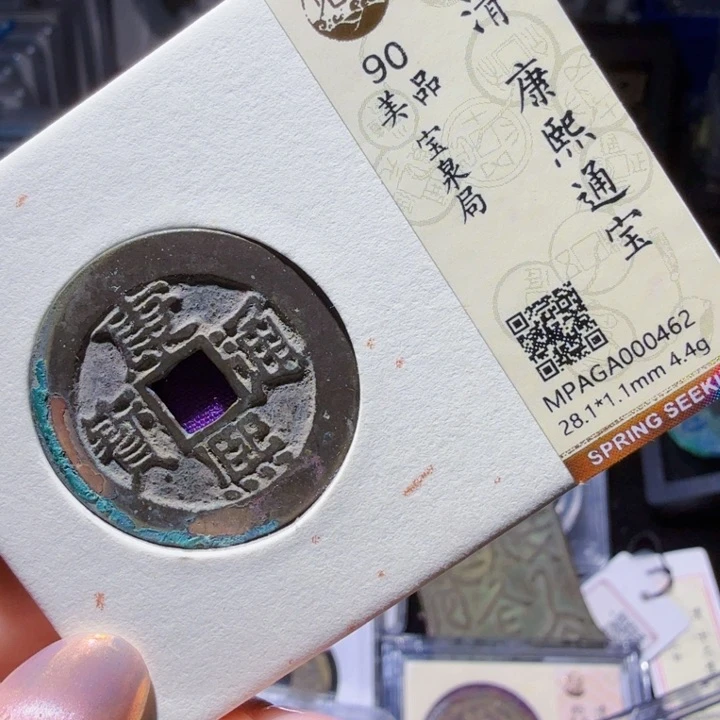 清
康熙通宝
90
美品
宝泉局
MPAGA000462
28.1*1.1mm 4.4g
SPRING SEEKI
康熙通寶